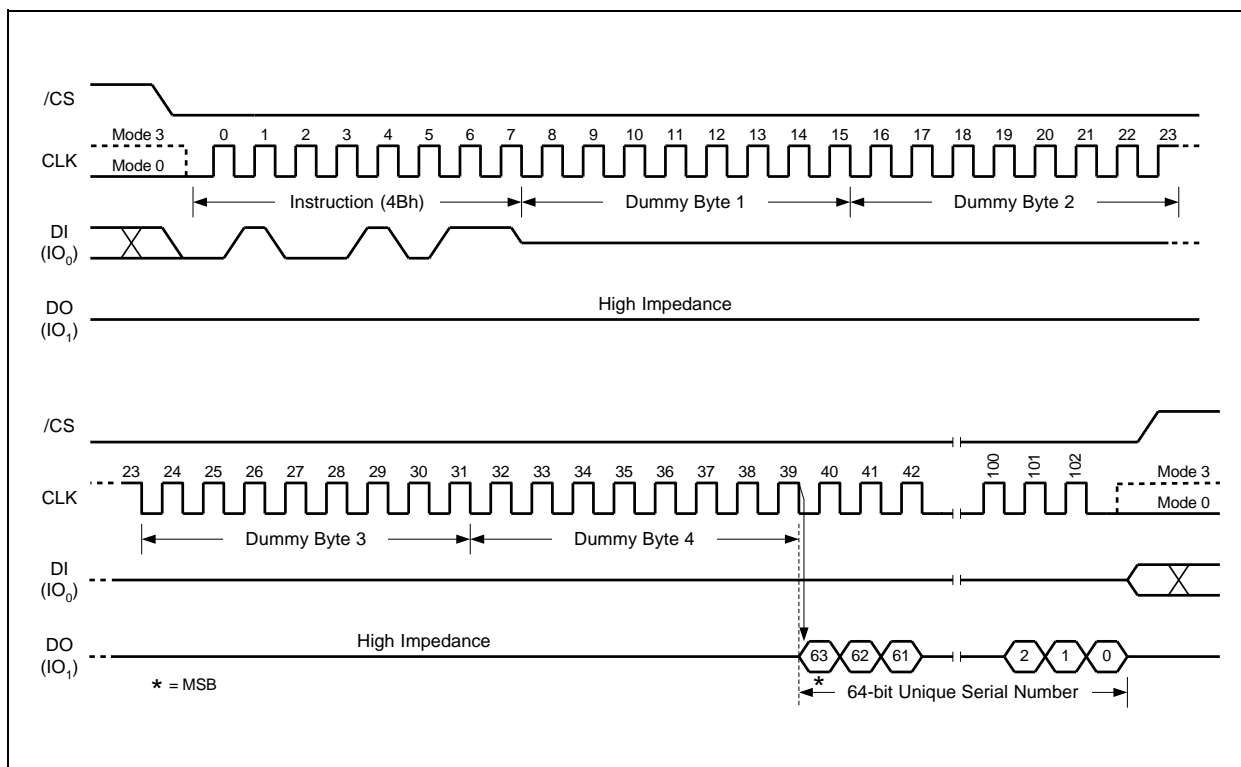 /CS
Mode 3 0 1 2 3 4 5 6 7 8 9 10 11 12 13 14 15 16 17 18 19 20 21 22 23
CLK
Mode 0
Instruction (4Bh) Dummy Byte 1 Dummy Byte 2
DI
(IO0)
DO
(IO1)
High Impedance
/CS
23 24 25 26 27 28 29 30 31 32 33 34 35 36 37 38 39 40 41 42 100 101 102 Mode 3
CLK
Mode 0
Dummy Byte 3 Dummy Byte 4
DI
(IO0)
DO
(IO1)
High Impedance
63 62 61 2 1 0
* = MSB
*
64-bit Unique Serial Number